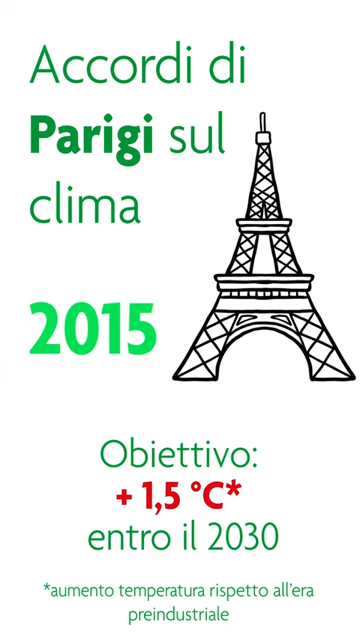 Accordi di
Parigi sul
clima
2015
Obiettivo:
+ 1,5 °C*
entro il 2030
*aumento temperatura rispetto all'era
preindustriale